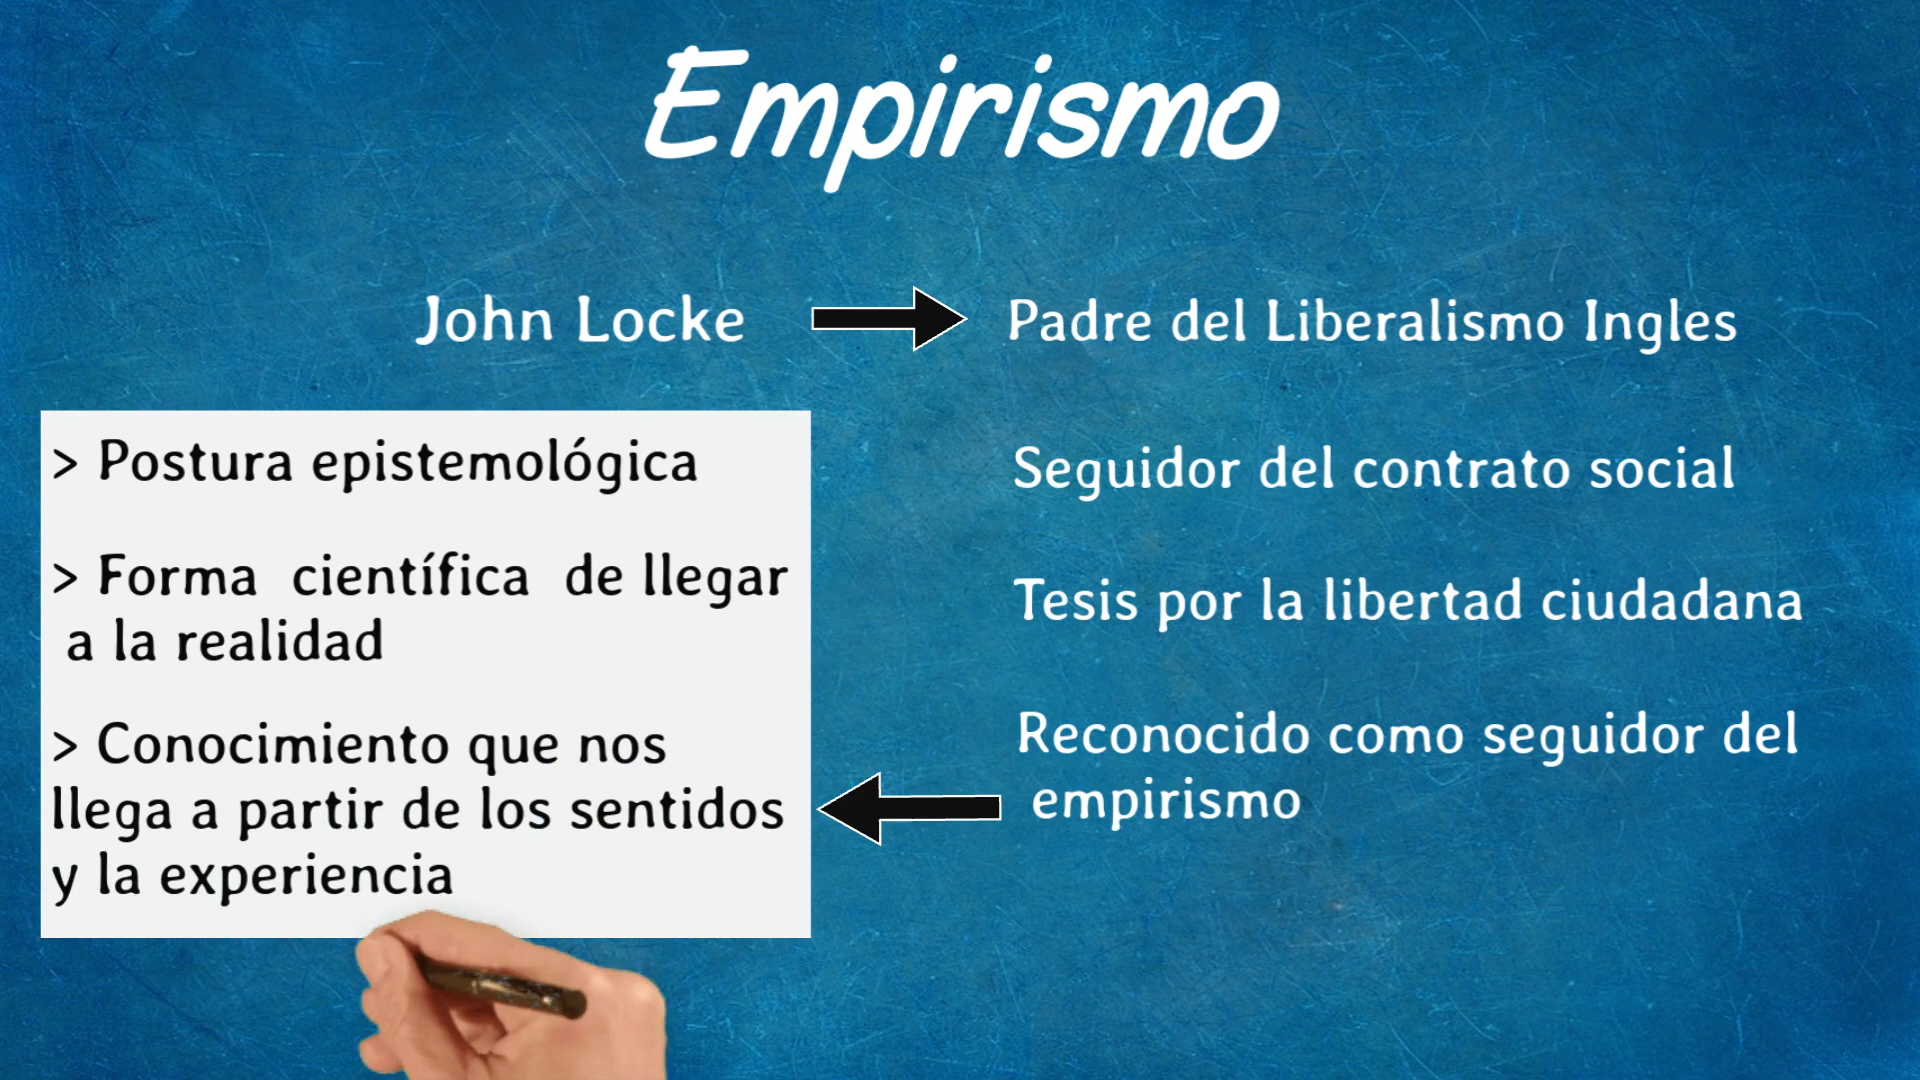 Empirismo
John Locke
Padre del Liberalismo Ingles
Seguidor del contrato social
Tesis por la libertad ciudadana
Reconocido como seguidor del
empirismo
> Postura epistemológica
> Forma científica de llegar
a la realidad
> Conocimiento que nos
llega a partir de los sentidos
y la experiencia